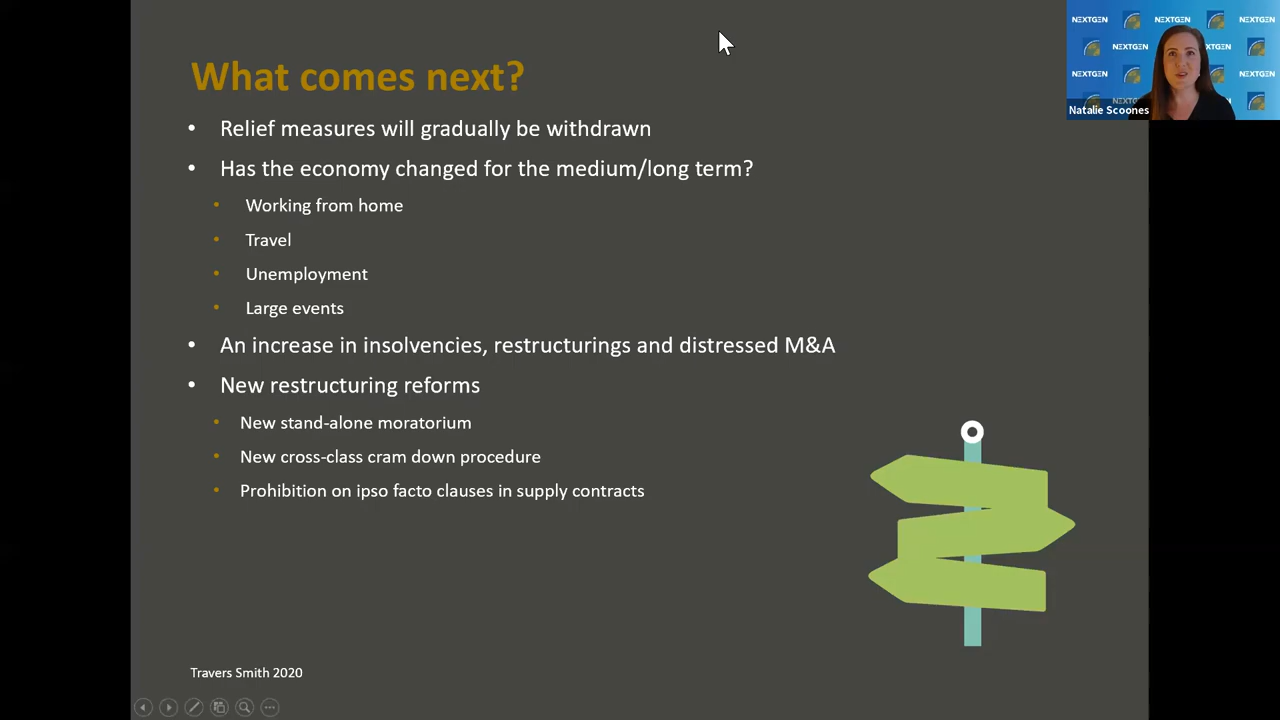 What comes next?
• Relief measures will gradually be withdrawn
• Has the economy changed for the medium/long term?
• Working from home
• Travel
• Unemployment
• Large events
• An increase in insolvencies, restructurings and distressed M&A
• New restructuring reforms
• New stand-alone moratorium
• New cross-class cram down procedure
• Prohibition on ipso facto clauses in supply contracts
Travers Smith 2020
NEXTGEN NEXTGEN NEXTGEN
NEXTGEN
NEXTGEN NEXTGEN
Natalie Scoones